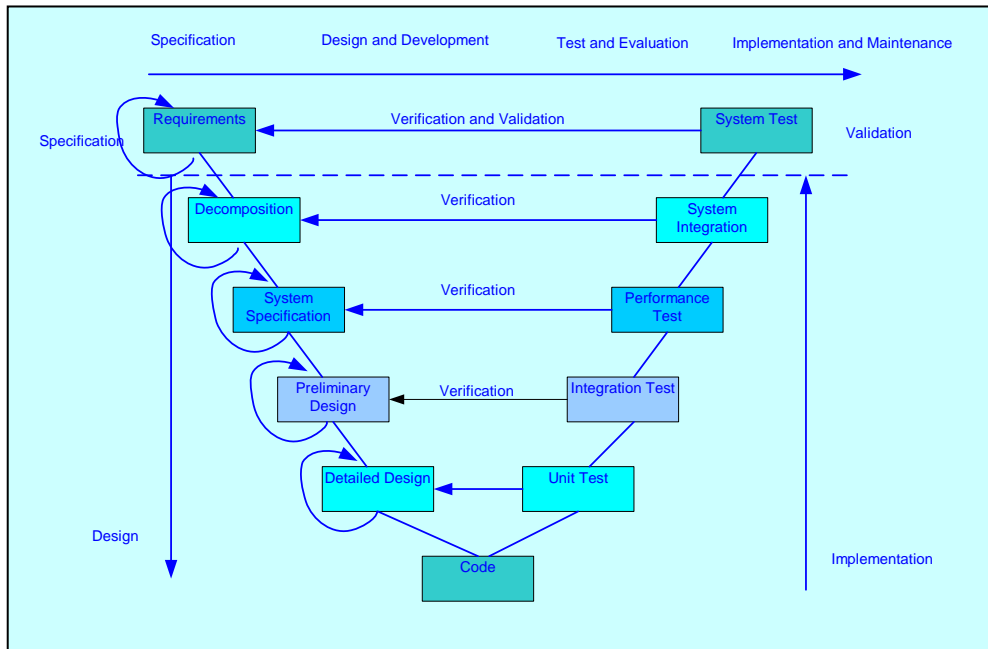 Specification
Design and Development
Test and Evaluation
Implementation and Maintenance
Requirements
Verification and Validation
System Test
Specification
Validation
Decomposition
Verification
System
Integration
System
Specification
Verification
Performance
Test
Preliminary
Design
Verification
Integration Test
Detailed Design
Unit Test
Design
Code
Implementation